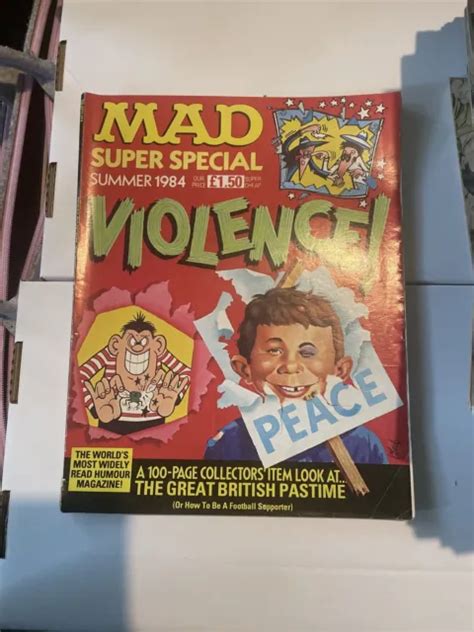 MAD
SUPER SPECIAL
SUMMER 1984 OUR PRICE £1.50 SUPER CHEAP
VIOLENCE!
PEACE
THE WORLD'S
MOST WIDELY
READ HUMOUR
MAGAZINE!
A 100-PAGE COLLECTORS' ITEM LOOK AT...
THE GREAT BRITISH PASTIME
(Or How To Be A Football Supporter)